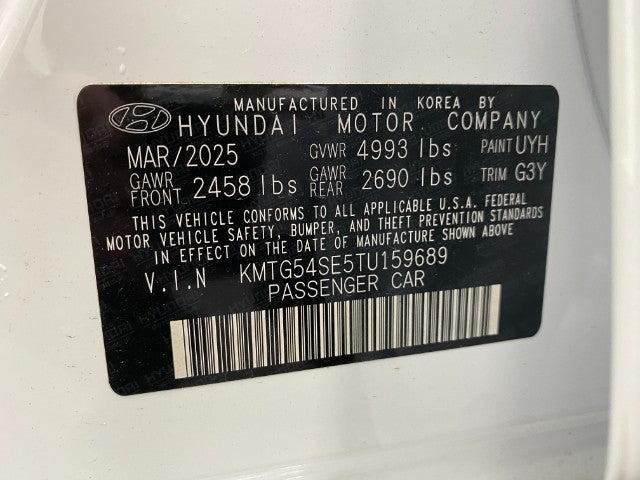 MANUFACTURED IN KOREA BY
HYUNDAI MOTOR COMPANY
MAR/2025 GVWR 4993 lbs PAINT UYH
GAWR FRONT 2458 lbs GAWR REAR 2690 lbs TRIM G3Y
THIS VEHICLE CONFORMS TO ALL APPLICABLE U.S.A. FEDERAL
MOTOR VEHICLE SAFETY, BUMPER, AND THEFT PREVENTION STANDARDS
IN EFFECT ON THE DATE OF MANUFACTURE SHOWN ABOVE
V.I.N KMTG54SE5TU159689
PASSENGER CAR